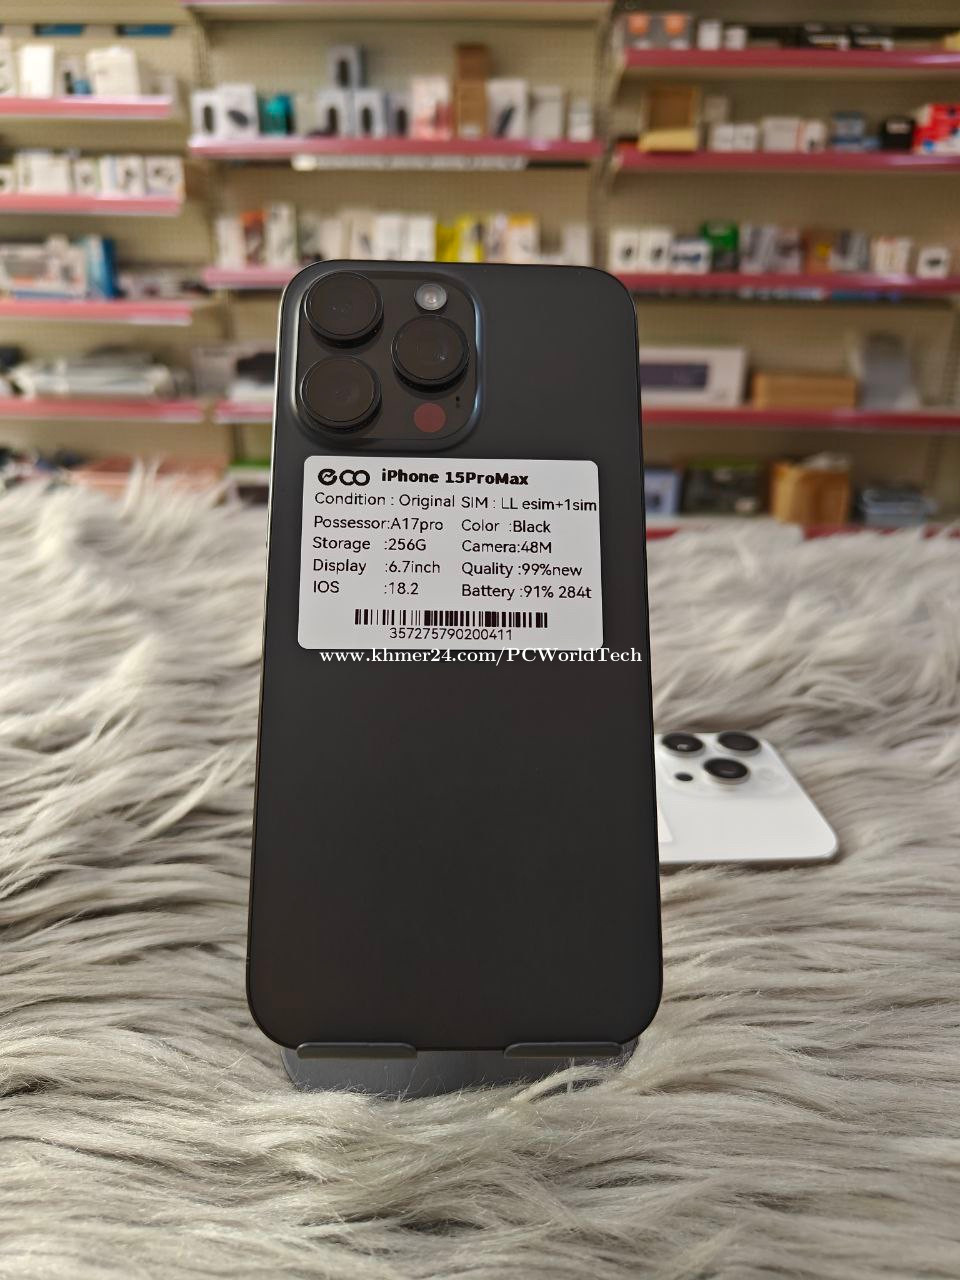 eco iPhone 15ProMax
Condition : Original SIM : LL esim+1sim
Possessor:A17pro Color :Black
Storage :256G Camera:48M
Display :6.7inch Quality :99%new
IOS :18.2 Battery :91% 284t
357275790200411
www.khmer24.com/PCWorldTech